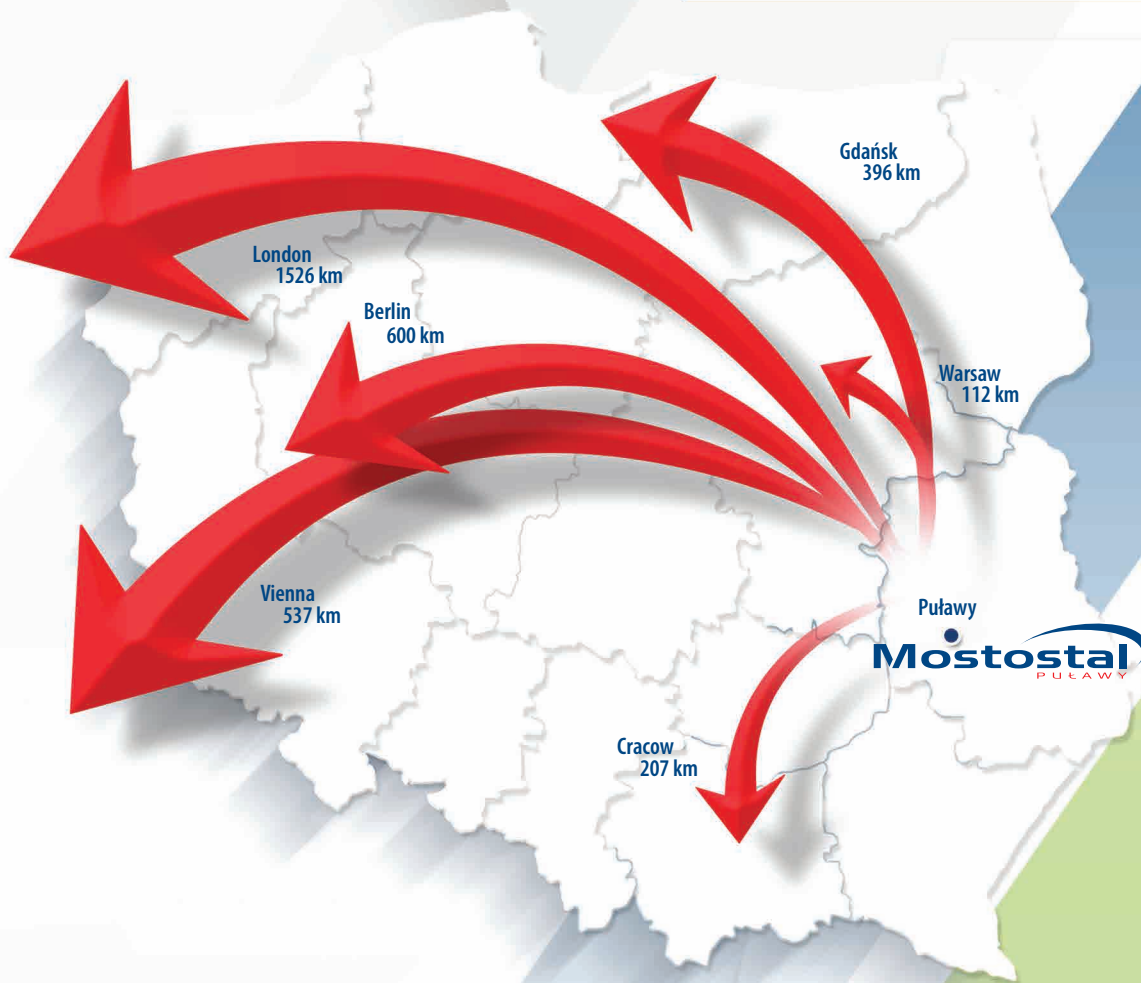 Gdańsk
396 km
London
1526 km
Berlin
600 km
Warsaw
112 km
Vienna
537 km
Puławy
Mostostal
PUŁAWY
Cracow
207 km